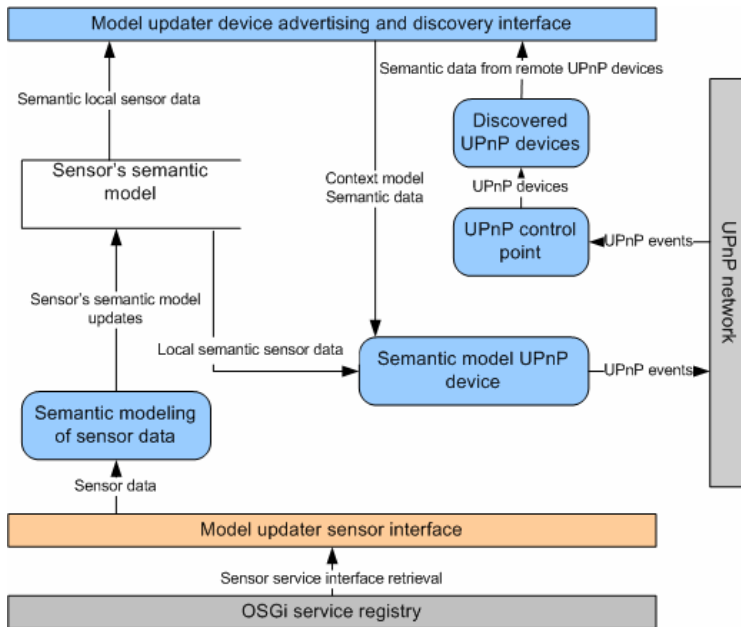 Model updater device advertising and discovery interface
Semantic data from remote UPnP devices
Semantic local sensor data
Discovered
UPnP devices
Sensor's semantic
model
Context model
Semantic data
UPnP devices
UPnP control
point
UPnP events
UPnP network
Sensor's semantic model
updates
Local semantic sensor data
Semantic model UPnP
device
UPnP events
Semantic modeling
of sensor data
Sensor data
Model updater sensor interface
Sensor service interface retrieval
OSGi service registry